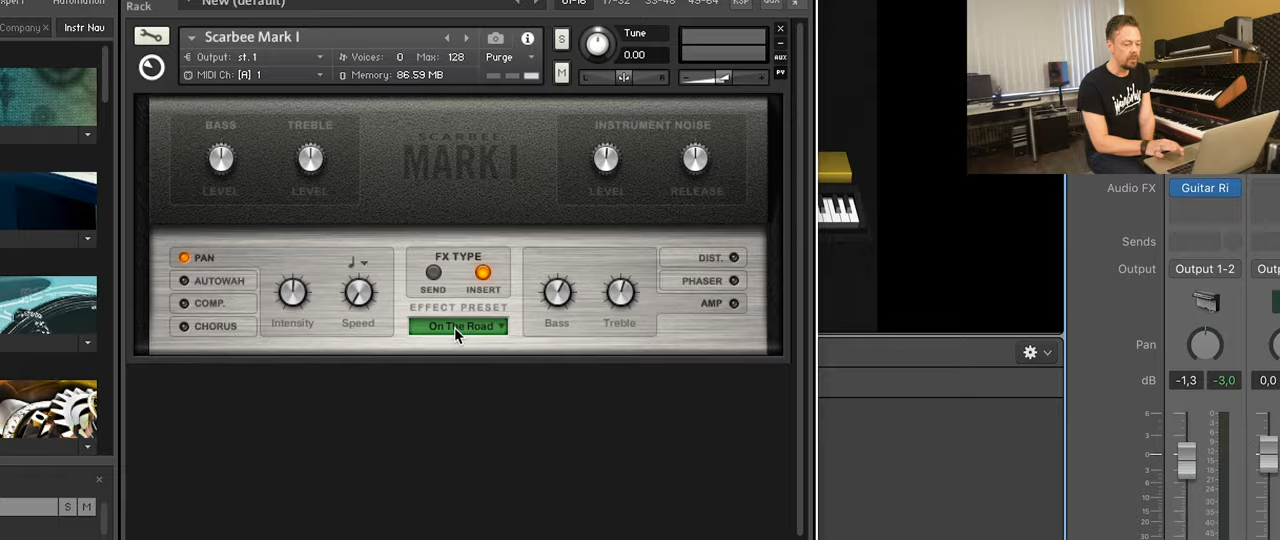 Rack
New (default)
Automation
Company ×
Instr Nav
Scarbee Mark I
Output: st. 1
Voices: 0 Max: 128
Purge
MIDI Ch: [A] 1
Memory: 86.59 MB
S
M
Tune
0.00
L
R
AUX
PV
BASS
TREBLE
LEVEL
LEVEL
SCARBEE
MARK I
INSTRUMENT NOISE
LEVEL
RELEASE
PAN
AUTOWAH
COMP.
CHORUS
Intensity
Speed
FX TYPE
SEND
INSERT
EFFECT PRESET
On The Road
Bass
Treble
DIST.
PHASER
AMP
S M
Audio FX
Guitar Ri
Sends
Output
Output 1-2
Pan
dB
-1,3
-3,0
0,0